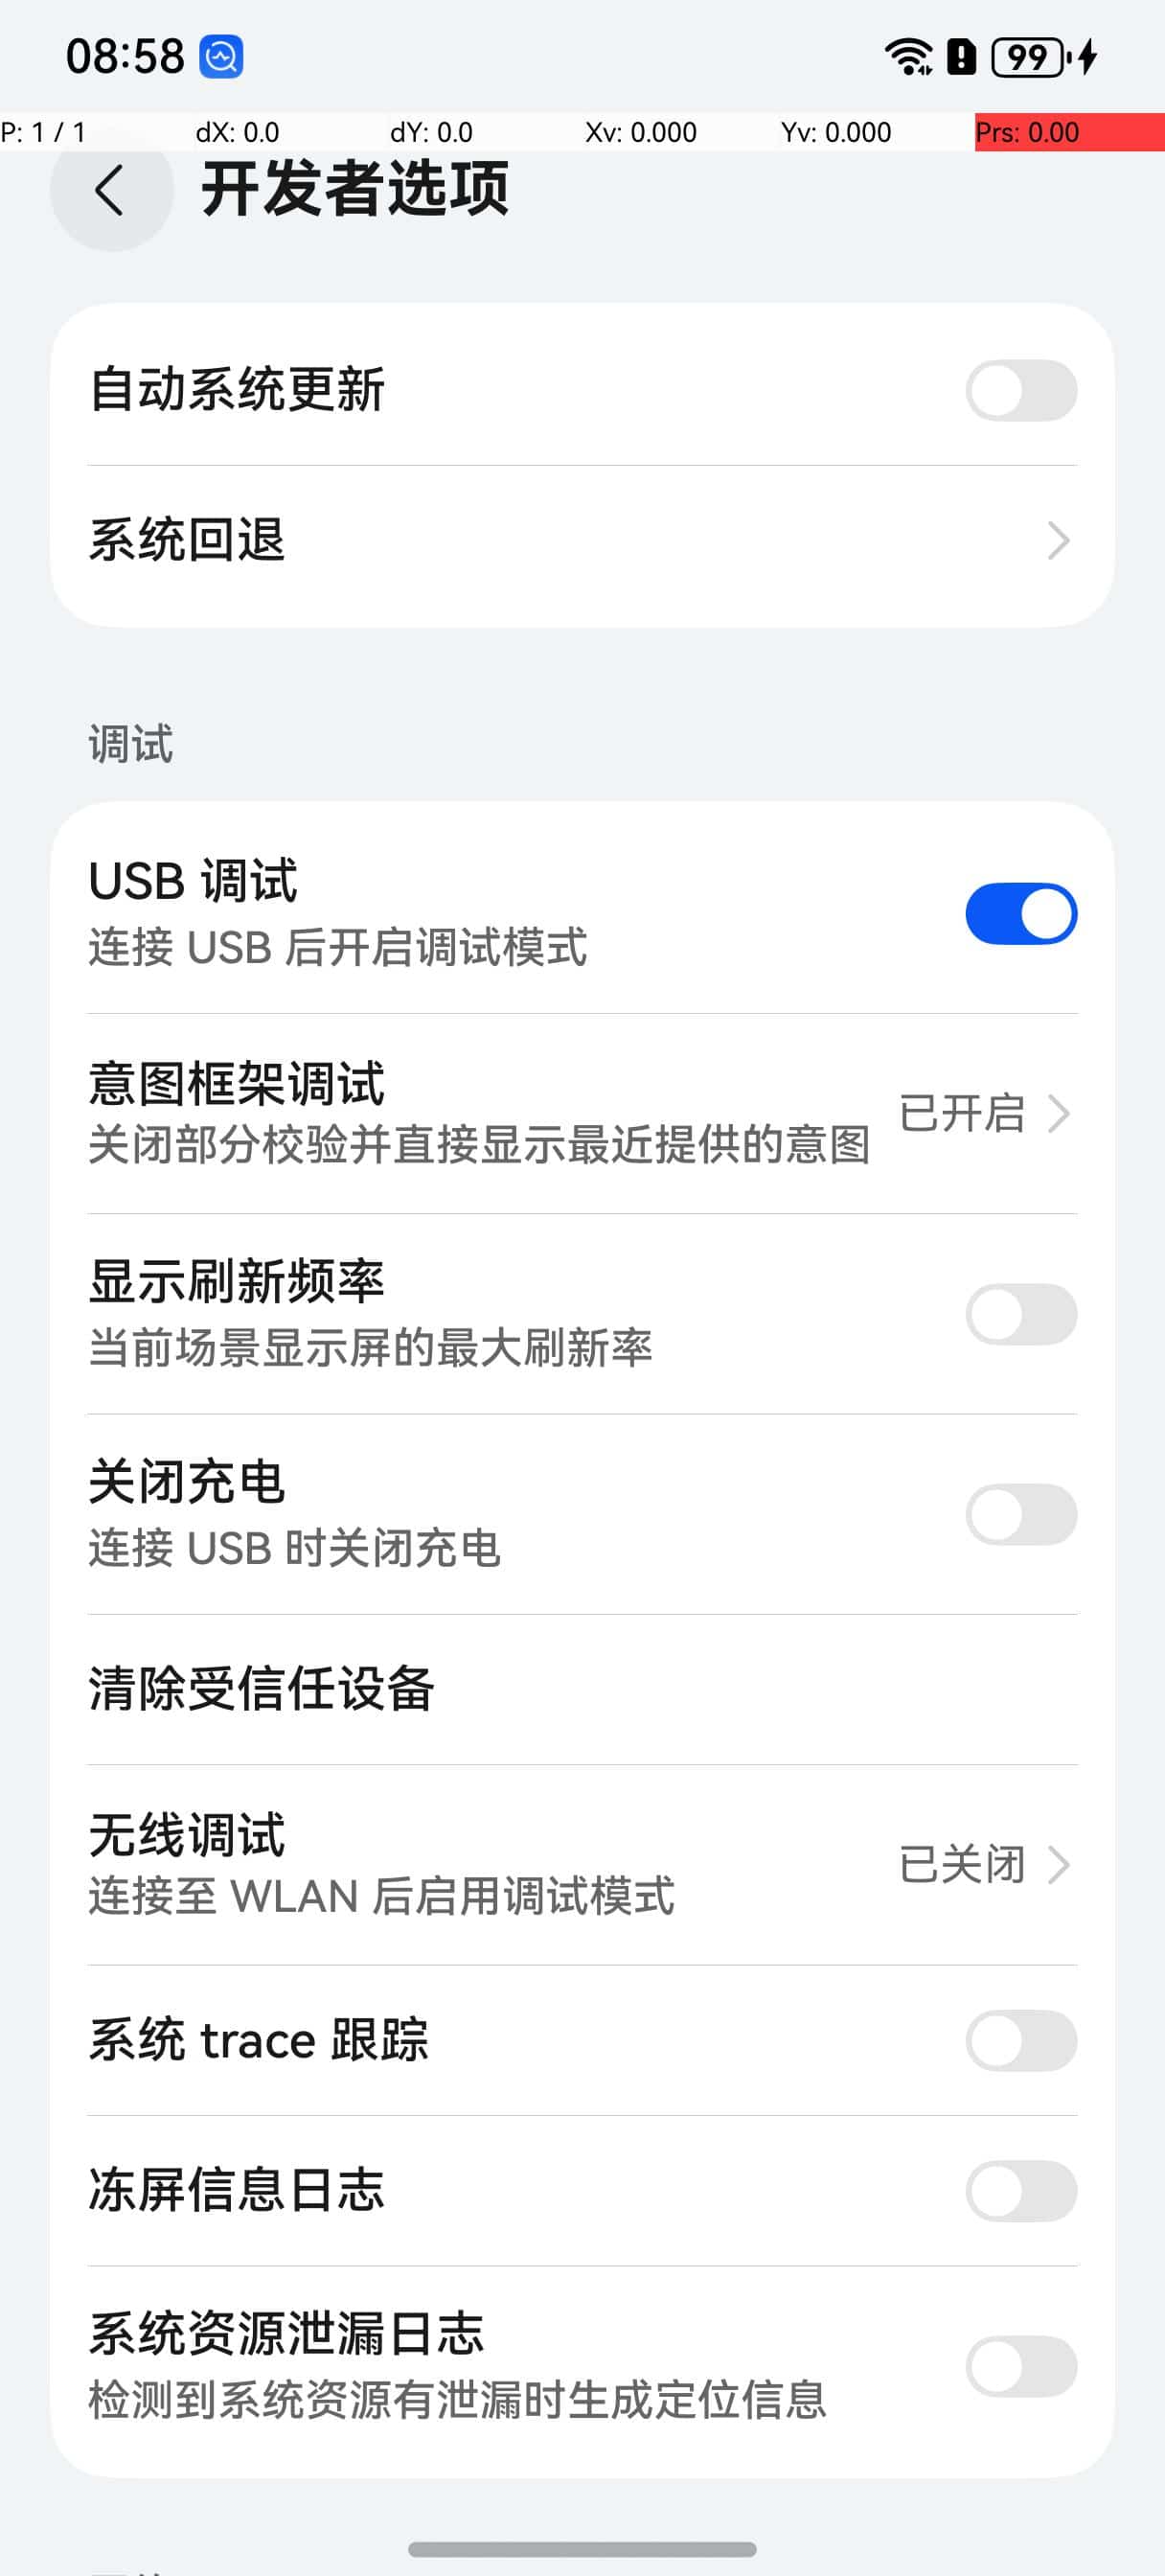 08:58 99
P: 1 / 1 dX: 0.0 dY: 0.0 Xv: 0.000 Yv: 0.000 Prs: 0.00
开发者选项
自动系统更新
系统回退
调试
USB 调试
连接 USB 后开启调试模式
意图框架调试
关闭部分校验并直接显示最近提供的意图
已开启
显示刷新频率
当前场景显示屏的最大刷新率
关闭充电
连接 USB 时关闭充电
清除受信任设备
无线调试
连接至 WLAN 后启用调试模式
已关闭
系统 trace 跟踪
冻屏信息日志
系统资源泄漏日志
检测到系统资源有泄漏时生成定位信息